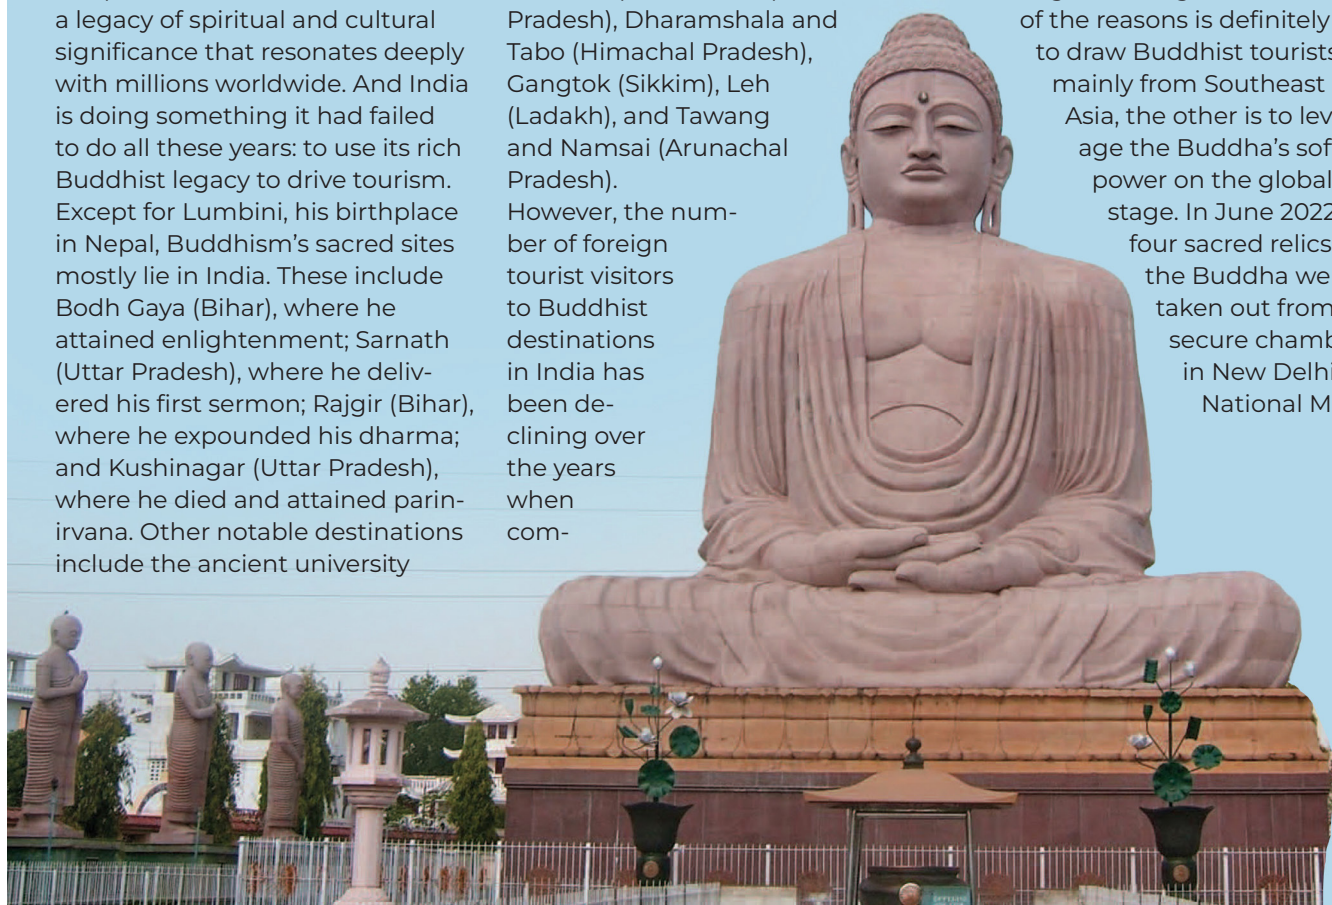 a legacy of spiritual and cultural
significance that resonates deeply
with millions worldwide. And India
is doing something it had failed
to do all these years: to use its rich
Buddhist legacy to drive tourism.
Except for Lumbini, his birthplace
in Nepal, Buddhism’s sacred sites
mostly lie in India. These include
Bodh Gaya (Bihar), where he
attained enlightenment; Sarnath
(Uttar Pradesh), where he deliv-
ered his first sermon; Rajgir (Bihar),
where he expounded his dharma;
and Kushinagar (Uttar Pradesh),
where he died and attained parin-
irvana. Other notable destinations
include the ancient university
Pradesh), Dharamshala and
Tabo (Himachal Pradesh),
Gangtok (Sikkim), Leh
(Ladakh), and Tawang
and Namsai (Arunachal
Pradesh).
However, the num-
ber of foreign
tourist visitors
to Buddhist
destinations
in India has
been de-
clining over
the years
when
com-
of the reasons is definitely
to draw Buddhist tourists
mainly from Southeast
Asia, the other is to lev
age the Buddha’s sof
power on the global
stage. In June 2022
four sacred relics
the Buddha we
taken out from
secure chamb
in New Delhi
National M